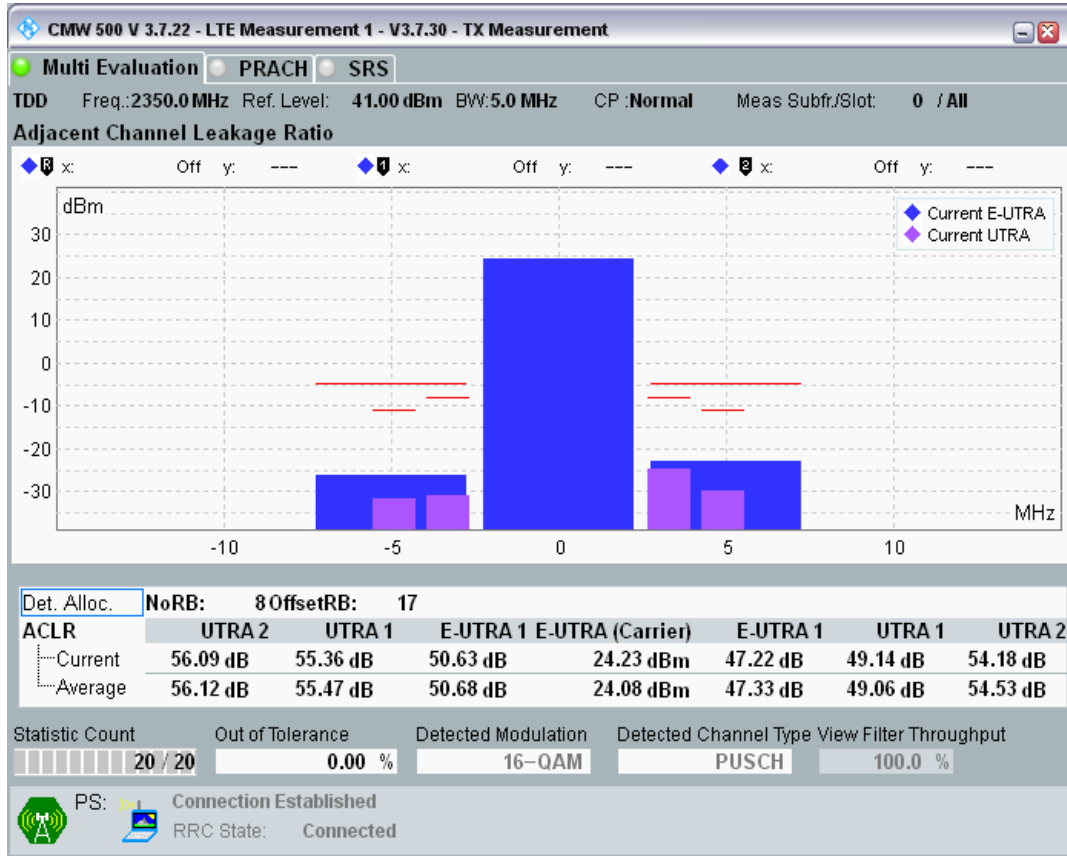 CMW 500 V 3.7.22 - LTE Measurement 1 - V3.7.30 - TX Measurement
Multi Evaluation PRACH SRS
TDD Freq.:2350.0 MHz Ref. Level: 41.00 dBm BW:5.0 MHz CP :Normal Meas Subfr./Slot: 0 / All
Adjacent Channel Leakage Ratio
R x: Off y: --- 1 x: Off y: --- 2 x: Off y: ---
dBm
Current E-UTRA
Current UTRA
30
20
10
0
-10
-20
-30
MHz
-10 -5 0 5 10
Det. Alloc. NoRB: 8 OffsetRB: 17
ACLR UTRA 2 UTRA 1 E-UTRA 1 E-UTRA (Carrier) E-UTRA 1 UTRA 1 UTRA 2
Current 56.09 dB 55.36 dB 50.63 dB 24.23 dBm 47.22 dB 49.14 dB 54.18 dB
Average 56.12 dB 55.47 dB 50.68 dB 24.08 dBm 47.33 dB 49.06 dB 54.53 dB
Statistic Count Out of Tolerance Detected Modulation Detected Channel Type View Filter Throughput
20 / 20 0.00 % 16-QAM PUSCH 100.0 %
PS: Connection Established
RRC State: Connected